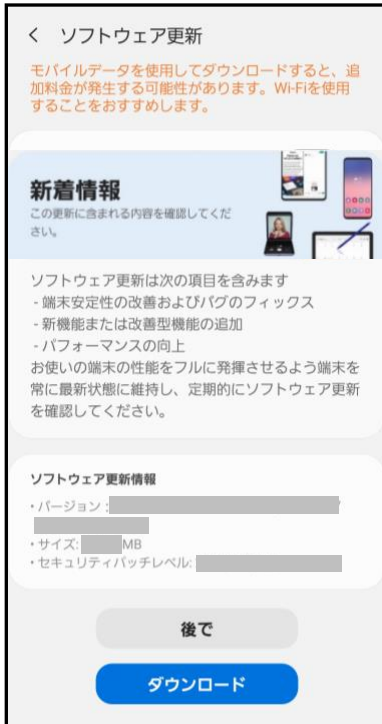 ソフトウェア更新
モバイルデータを使用してダウンロードすると、追
加料金が発生する可能性があります。Wi-Fiを使用
することをおすすめします。
新着情報
この更新に含まれる内容を確認してくだ
さい。
ソフトウェア更新は次の項目を含みます
- 端末安定性の改善およびバグのフィックス
- 新機能または改善型機能の追加
- パフォーマンスの向上
お使いの端末の性能をフルに発揮させるよう端末を
常に最新状態に維持し、定期的にソフトウェア更新
を確認してください。
ソフトウェア更新情報
・バージョン : /
・サイズ: MB
・セキュリティパッチレベル:
後で
ダウンロード